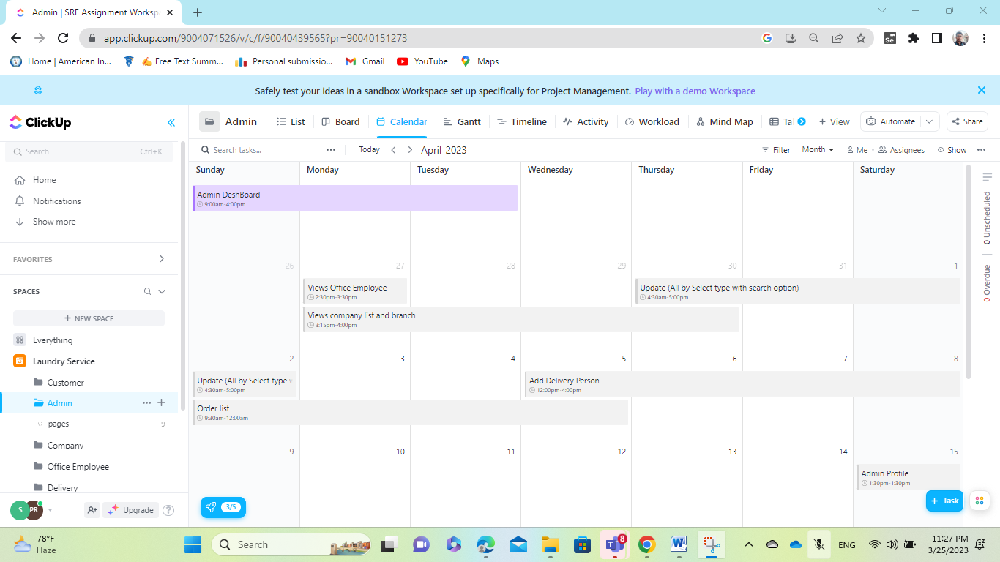 Admin | SRE Assignment Worksp
app.clickup.com/9004071526/v/c/f/90040439565?pr=90040151273
Home | American In...
Free Text Summ...
Personal submissio...
Gmail
YouTube
Maps
Safely test your ideas in a sandbox Workspace set up specifically for Project Management. Play with a demo Workspace
ClickUp
Admin
List
Board
Calendar
Gantt
Timeline
Activity
Workload
Mind Map
Ta
+ View
Automate
Share
Search
Ctrl+K
Search tasks...
Today
April 2023
Filter
Month
Me
Assignees
Show
Home
Notifications
Show more
FAVORITES
SPACES
+ NEW SPACE
Everything
Laundry Service
Customer
Admin
pages
9
Company
Office Employee
Delivery
S
PR
Upgrade
?
Sunday
Monday
Tuesday
Wednesday
Thursday
Friday
Saturday
Admin DeshBoard
9:00am-4:00pm
26
27
28
29
30
31
1
Views Office Employee
2:30pm-3:30pm
Update (All by Select type with search option)
4:30am-5:00pm
Views company list and branch
3:15pm-4:00pm
2
3
4
5
6
7
8
Update (All by Select type w
4:30am-5:00pm
Add Delivery Person
12:00pm-4:00pm
Order list
9:30am-12:00am
9
10
11
12
13
14
15
Admin Profile
1:30pm-1:30pm
3/5
+ Task
0 Unscheduled
0 Overdue
78°F
Haze
Search
8
ENG
11:27 PM
3/25/2023